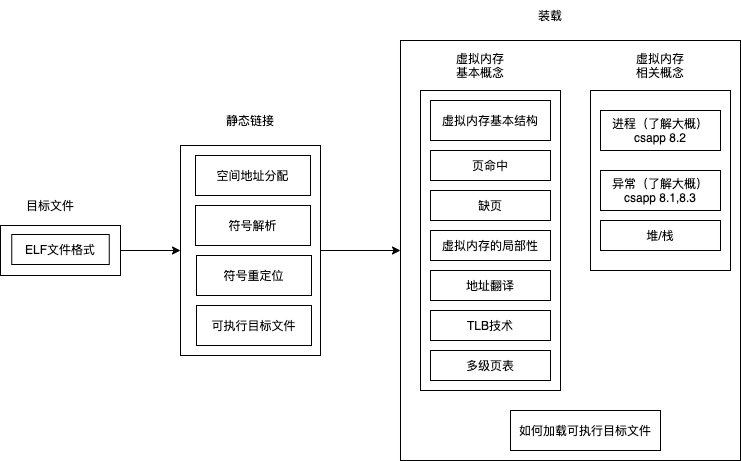 目标文件
ELF文件格式
静态链接
空间地址分配
符号解析
符号重定位
可执行目标文件
装载
虚拟内存
基本概念
虚拟内存基本结构
页命中
缺页
虚拟内存的局部性
地址翻译
TLB技术
多级页表
虚拟内存
相关概念
进程（了解大概）
csapp 8.2
异常（了解大概）
csapp 8.1,8.3
堆/栈
如何加载可执行目标文件